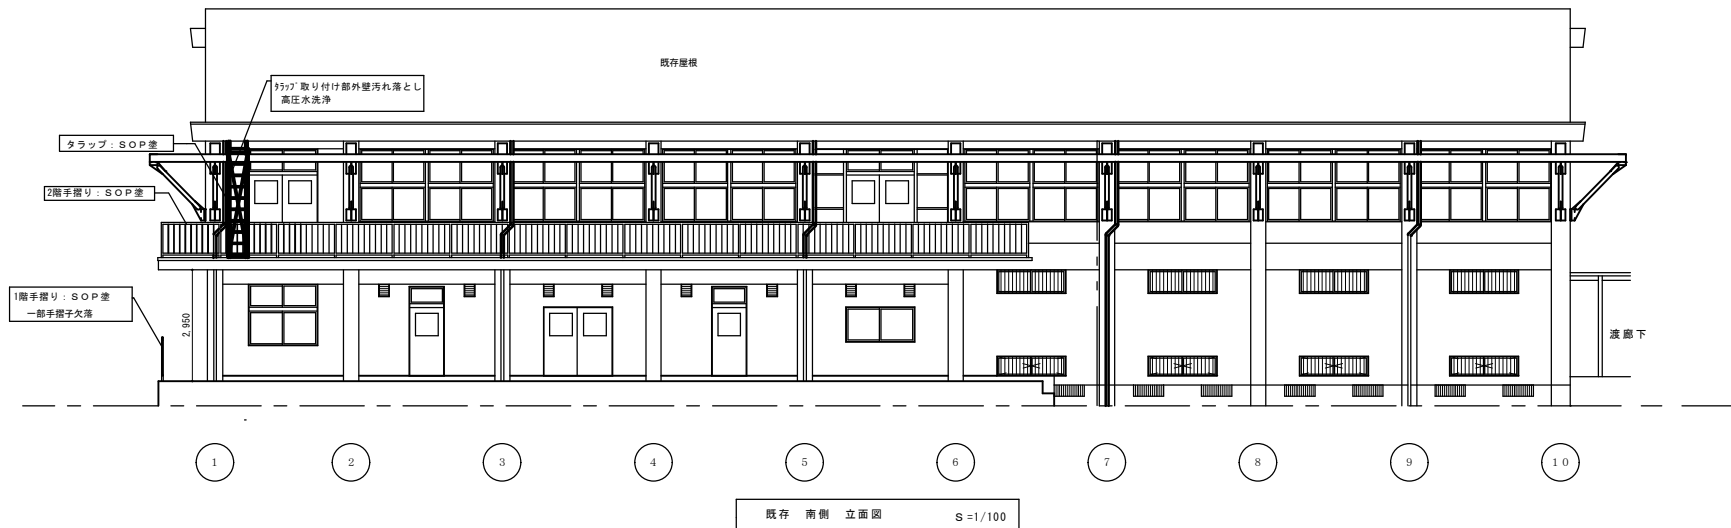 既存屋根
ﾀﾗｯﾌﾟ取り付け部外壁汚れ落とし
高圧水洗浄
タラップ：ＳＯＰ塗
2階手摺り：ＳＯＰ塗
1階手摺り：ＳＯＰ塗
一部手摺子欠落
2,950
渡廊下
1 2 3 4 5 6 7 8 9 10
既存 南側 立面図 S=1/100